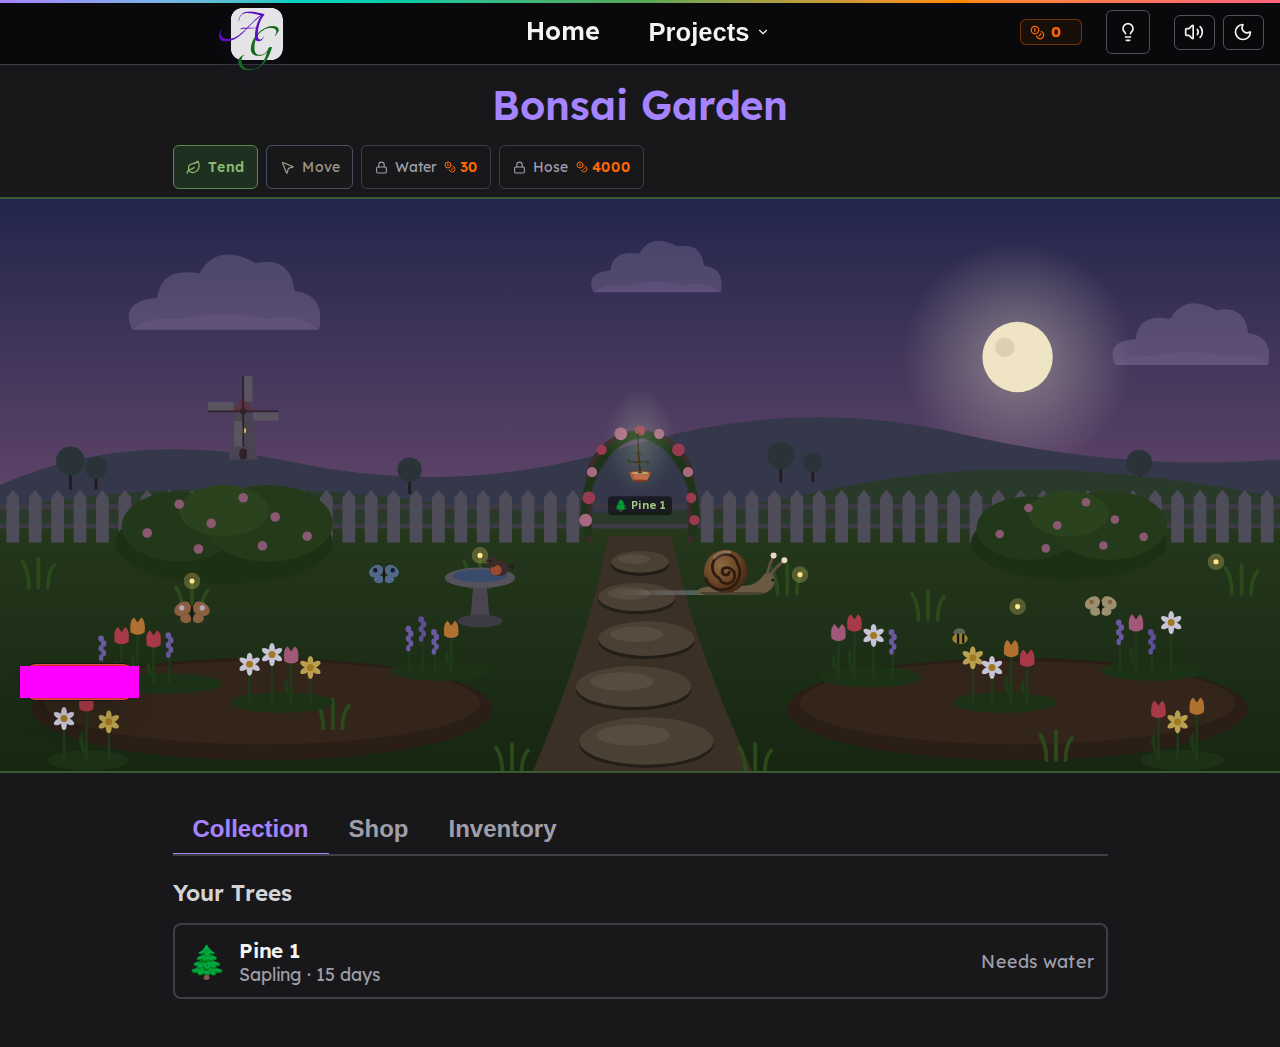 AG
Home
Projects
0
Bonsai Garden
Tend
Move
Water 30
Hose 4000
Pine 1
Collection
Shop
Inventory
Your Trees
Pine 1
Sapling · 15 days
Needs water